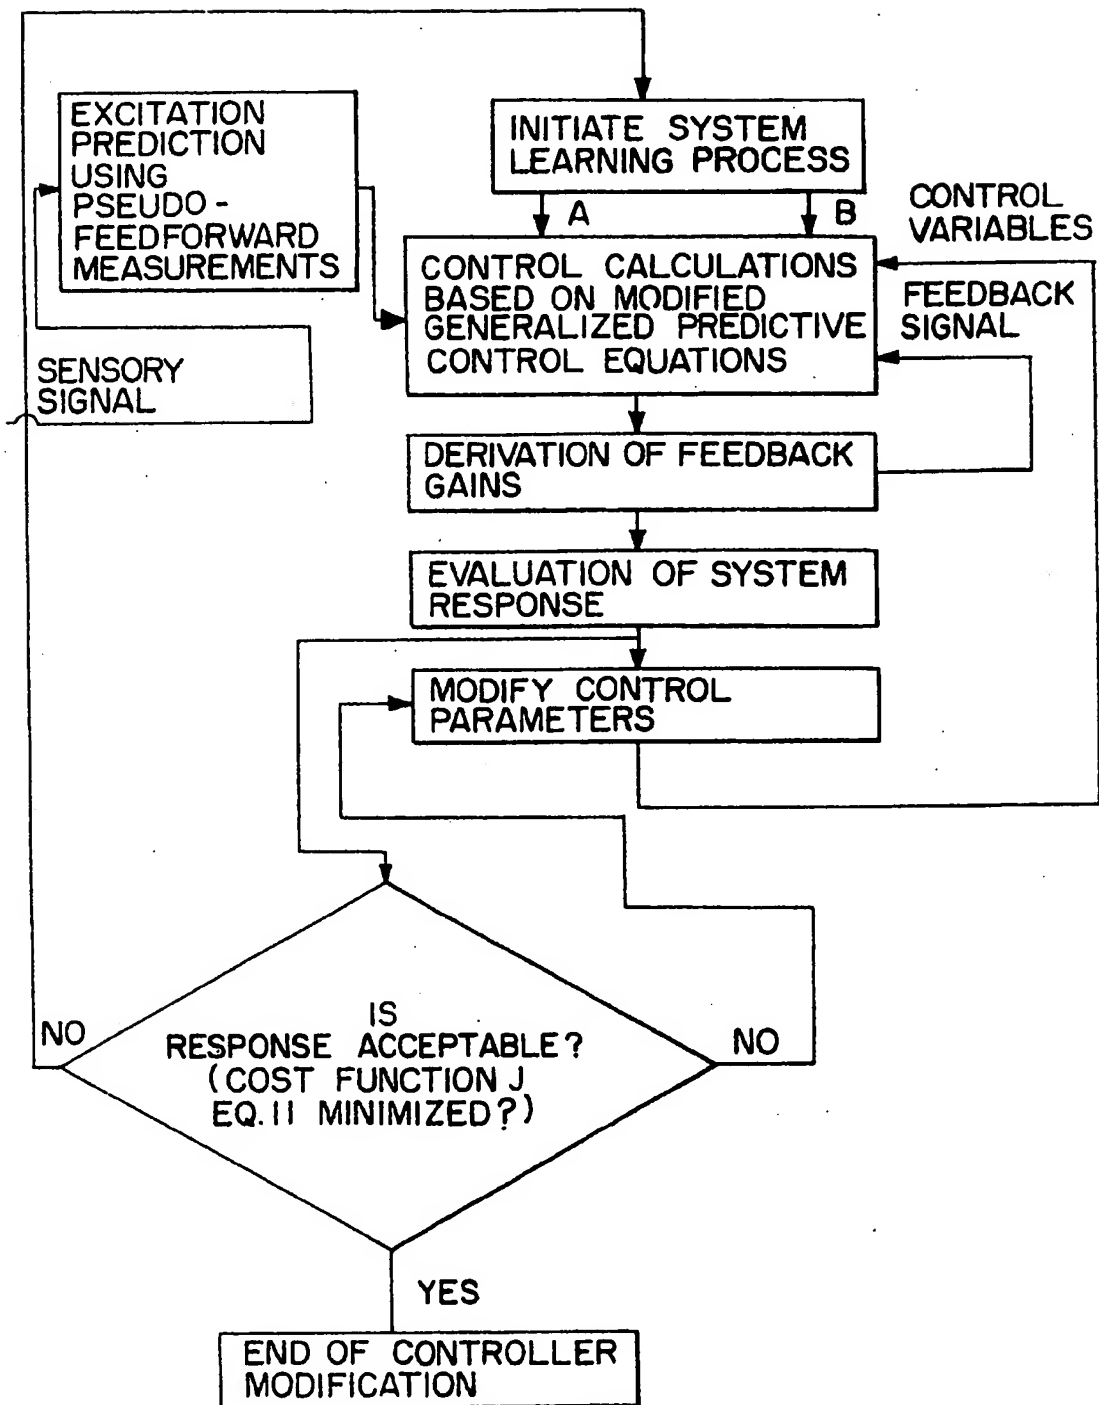 EXCITATION
PREDICTION
USING
PSEUDO-
FEEDFORWARD
MEASUREMENTS
INITIATE SYSTEM
LEARNING PROCESS
A
B
CONTROL
VARIABLES
CONTROL CALCULATIONS
BASED ON MODIFIED
GENERALIZED PREDICTIVE
CONTROL EQUATIONS
FEEDBACK
SIGNAL
SENSORY
SIGNAL
DERIVATION OF FEEDBACK
GAINS
EVALUATION OF SYSTEM
RESPONSE
MODIFY CONTROL
PARAMETERS
NO
IS
RESPONSE ACCEPTABLE?
(COST FUNCTION J
EQ. 11 MINIMIZED?)
NO
YES
END OF CONTROLLER
MODIFICATION